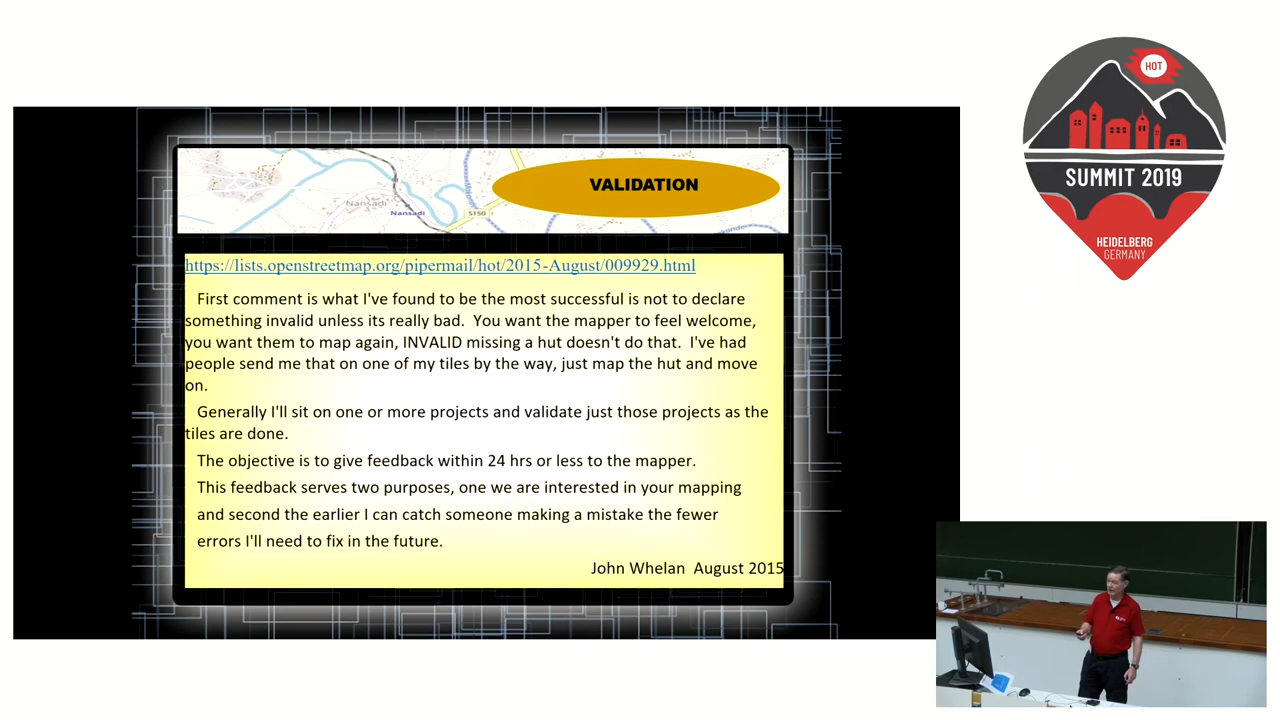 HOT
SUMMIT 2019
HEIDELBERG
GERMANY
VALIDATION
Nansadi
Nansadi
S150
https://lists.openstreetmap.org/pipermail/hot/2015-August/009929.html
First comment is what I've found to be the most successful is not to declare
something invalid unless its really bad.  You want the mapper to feel welcome,
you want them to map again, INVALID missing a hut doesn't do that.  I've had
people send me that on one of my tiles by the way, just map the hut and move
on.
Generally I'll sit on one or more projects and validate just those projects as the
tiles are done.
The objective is to give feedback within 24 hrs or less to the mapper.
This feedback serves two purposes, one we are interested in your mapping
and second the earlier I can catch someone making a mistake the fewer
errors I'll need to fix in the future.
John Whelan  August 2015